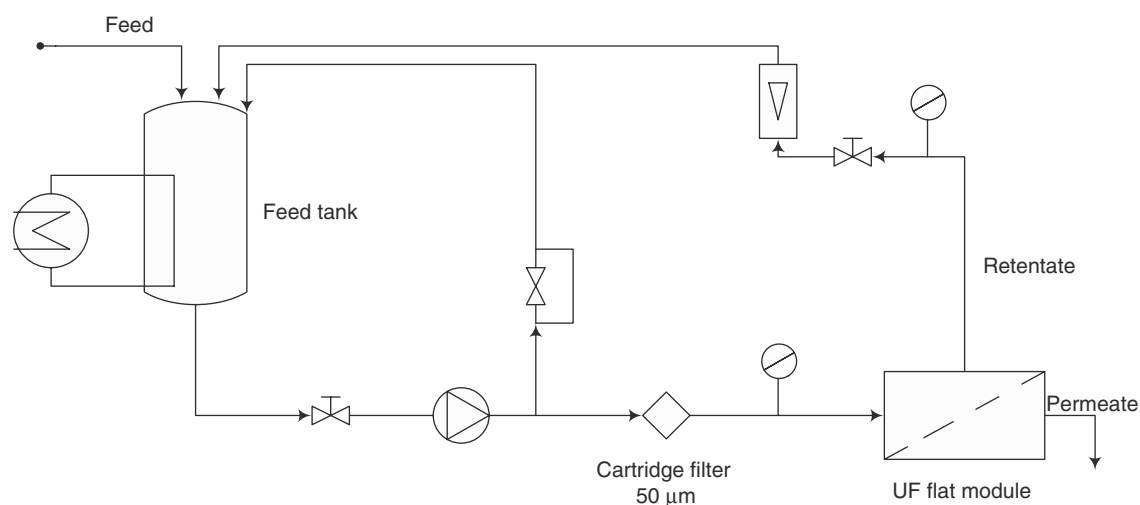 Feed
Feed tank
Retentate
Permeate
Cartridge filter
50 μm
UF flat module